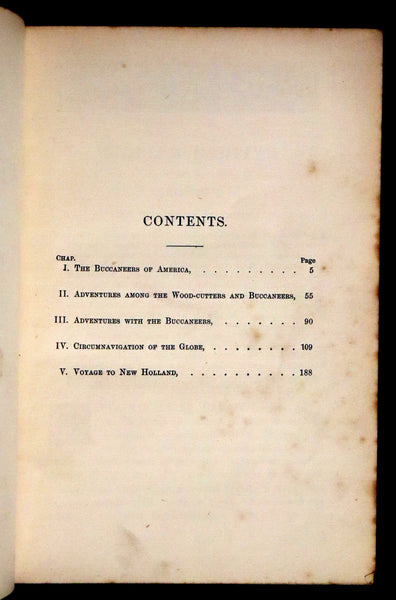 CONTENTS.
CHAP. Page
I. THE BUCCANEERS OF AMERICA, . . . . . . . . . . 5
II. ADVENTURES AMONG THE WOOD-CUTTERS AND BUCCANEERS, 55
III. ADVENTURES WITH THE BUCCANEERS, . . . . . . . 90
IV. CIRCUMNAVIGATION OF THE GLOBE, . . . . . . . . 109
V. VOYAGE TO NEW HOLLAND, . . . . . . . . . . 188